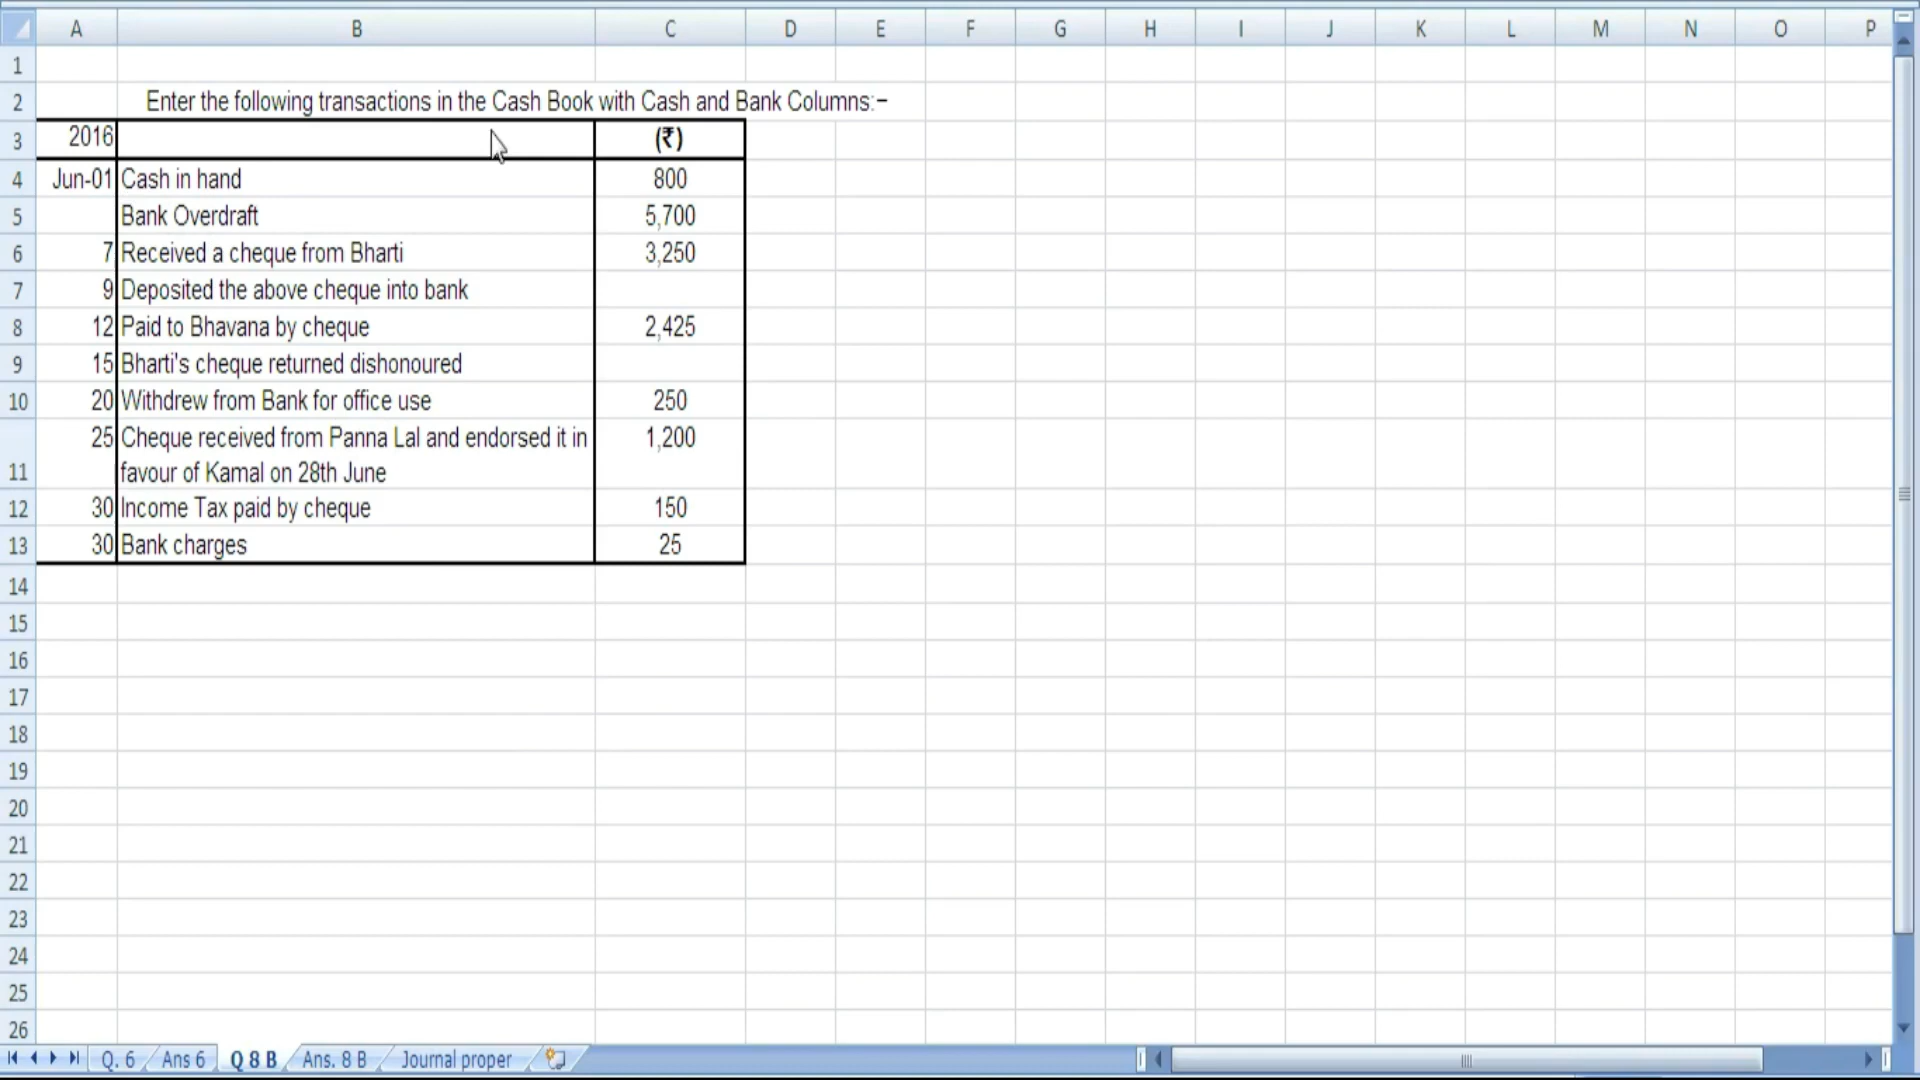 A B C D E F G H I J K L M N O P
1
2 Enter the following transactions in the Cash Book with Cash and Bank Columns:−
3 2016 (₹)
4 Jun-01 Cash in hand 800
5 Bank Overdraft 5,700
6 7 Received a cheque from Bharti 3,250
7 9 Deposited the above cheque into bank
8 12 Paid to Bhavana by cheque 2,425
9 15 Bharti's cheque returned dishonoured
10 20 Withdrew from Bank for office use 250
25 Cheque received from Panna Lal and endorsed it in 1,200
11 favour of Kamal on 28th June
12 30 Income Tax paid by cheque 150
13 30 Bank charges 25
14
15
16
17
18
19
20
21
22
23
24
25
26
Q. 6 Ans 6 Q 8 B Ans. 8 B Journal proper